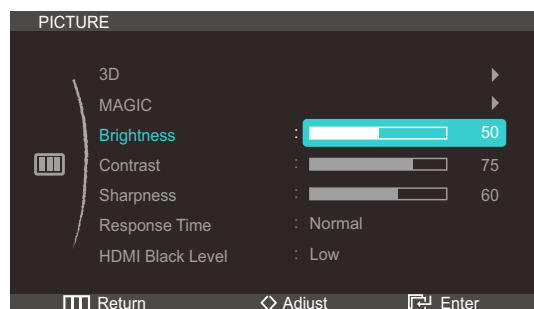 PICTURE
3D
MAGIC
Brightness : 50
Contrast : 75
Sharpness : 60
Response Time : Normal
HDMI Black Level : Low
Return Adjust Enter